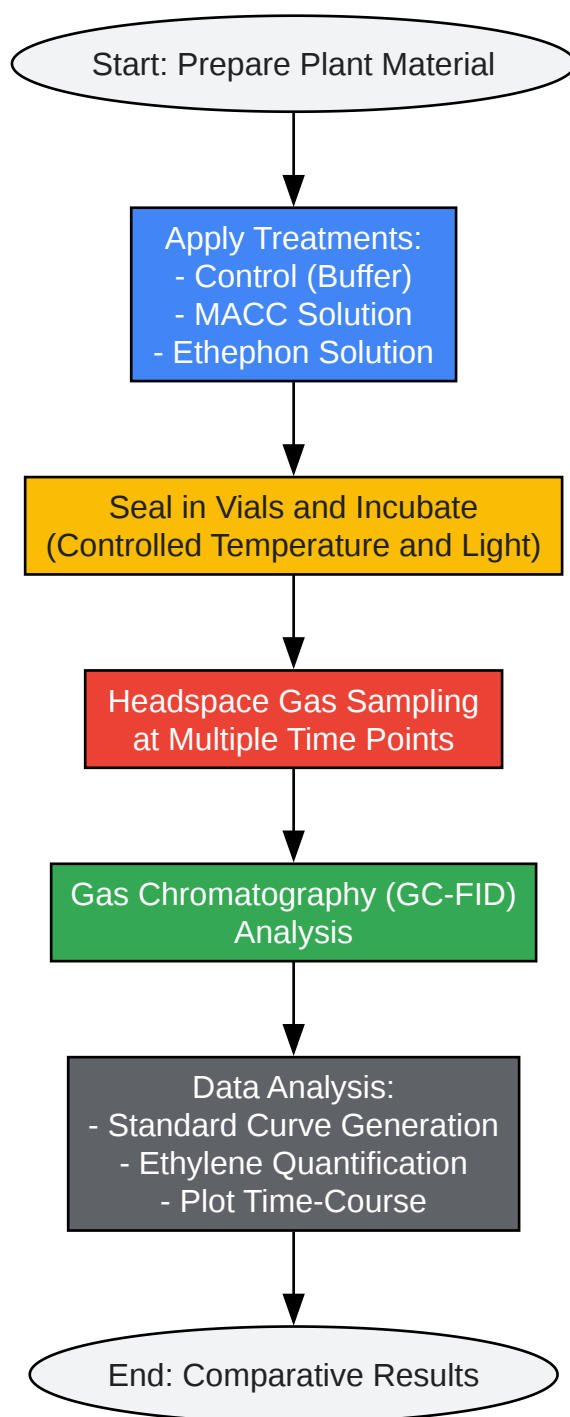 Start: Prepare Plant Material
Apply Treatments:
- Control (Buffer)
- MACC Solution
- Ethephon Solution
Seal in Vials and Incubate
(Controlled Temperature and Light)
Headspace Gas Sampling
at Multiple Time Points
Gas Chromatography (GC-FID)
Analysis
Data Analysis:
- Standard Curve Generation
- Ethylene Quantification
- Plot Time-Course
End: Comparative Results